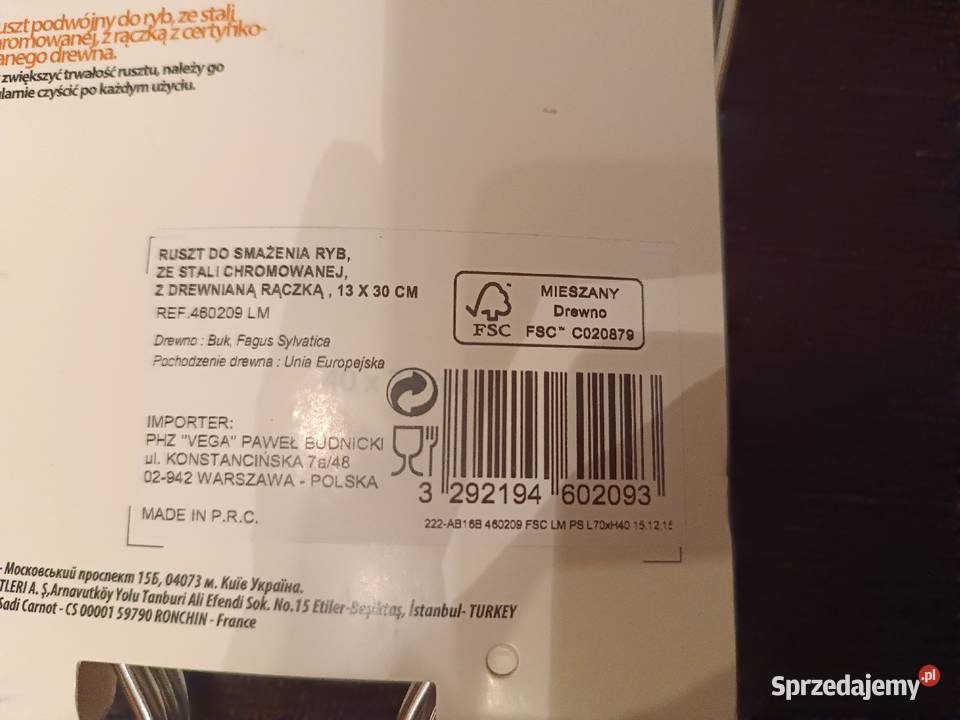 uszt podwójny do ryb, ze stali
romowanej, z rączką z certyfiko-
anego drewna.
zwiększyć trwałość rusztu, należy go
ularnie czyścić po każdym użyciu.
RUSZT DO SMAŻENIA RYB,
ZE STALI CHROMOWANEJ,
Z DREWNIANĄ RĄCZKĄ , 13 X 30 CM
REF.460209 LM
Drewno : Buk, Fagus Sylvatica
Pochodzenie drewna : Unia Europejska
FSC
MIESZANY
Drewno
FSC™ C020879
IMPORTER:
PHZ "VEGA" PAWEŁ BUDNICKI
ul. KONSTANCIŃSKA 7a/48
02-942 WARSZAWA - POLSKA
MADE IN P.R.C.
3 292194 602093
222-AB16B 460209 FSC LM PS L70xH40 15.12.15
- Московський проспект 15Б, 04073 м. Київ Україна.
TLERI A. Ş.Arnavutköy Yolu Tanburi Ali Efendi Sok. No.15 Etiler-Beşiktaş, İstanbul- TURKEY
Sadi Carnot - CS 00001 59790 RONCHIN - France
Sprzedajemy.pl